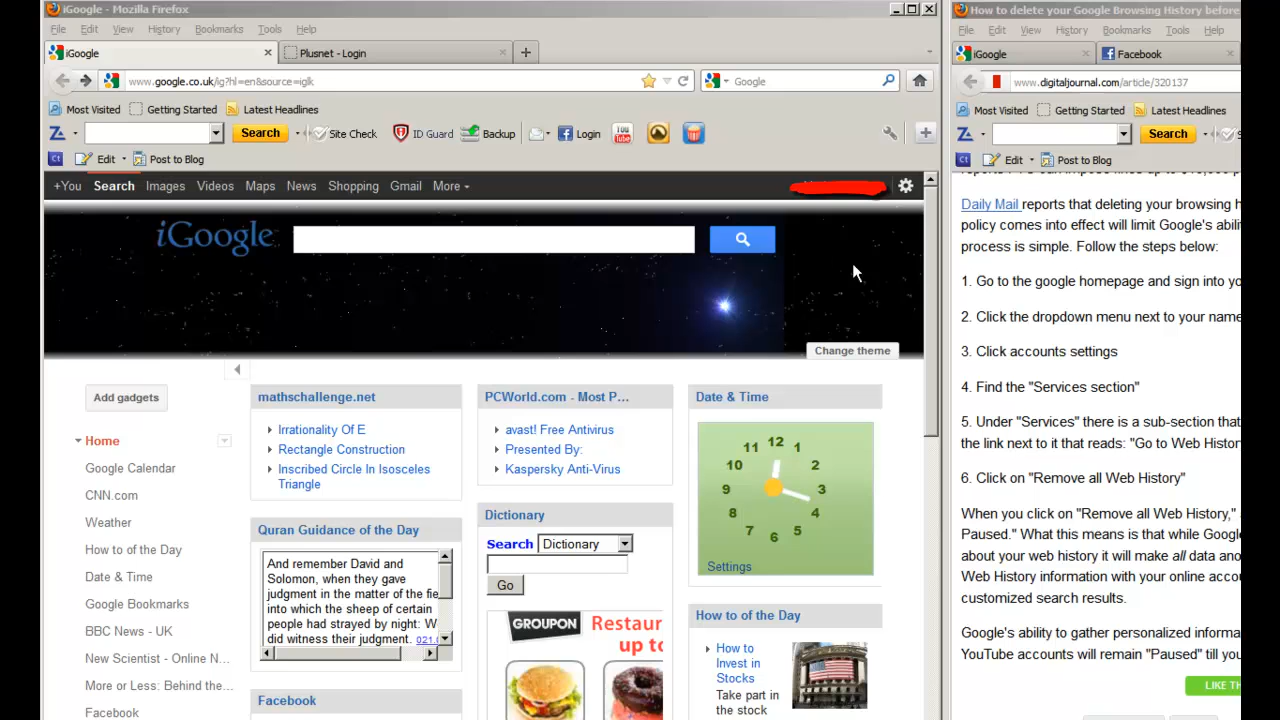 iGoogle - Mozilla Firefox
File Edit View History Bookmarks Tools Help
iGoogle
Plusnet - Login
www.google.co.uk/ig?hl=en&source=iglk
Google
Most Visited Getting Started Latest Headlines
Search Site Check ID Guard Backup Login You Tube
Edit Post to Blog
+You Search Images Videos Maps News Shopping Gmail More
iGoogle
Change theme
Add gadgets
Home
Google Calendar
CNN.com
Weather
How to of the Day
Date & Time
Google Bookmarks
BBC News - UK
New Scientist - Online N...
More or Less: Behind the...
Facebook
mathschallenge.net
Irrationality Of E
Rectangle Construction
Inscribed Circle In Isosceles
Triangle
Quran Guidance of the Day
And remember David and
Solomon, when they gave
judgment in the matter of the fie
into which the sheep of certain
people had strayed by night: W
did witness their judgment. 021.
Facebook
PCWorld.com - Most P...
avast! Free Antivirus
Presented By:
Kaspersky Anti-Virus
Dictionary
Search Dictionary
Go
GROUPON Restaur
up to
Date & Time
12 1 2 3 4 5 6 7 8 9 10 11
Settings
How to of the Day
How to
Invest in
Stocks
Take part in
the stock
How to delete your Google Browsing History before
File Edit View History Bookmarks Tools Help
iGoogle
Facebook
www.digitaljournal.com/article/320137
Most Visited Getting Started Latest Headlines
Search
Edit Post to Blog
Daily Mail reports that deleting your browsing h
policy comes into effect will limit Google's abili
process is simple. Follow the steps below:
1. Go to the google homepage and sign into yo
2. Click the dropdown menu next to your name
3. Click accounts settings
4. Find the "Services section"
5. Under "Services" there is a sub-section that
the link next to it that reads: "Go to Web Histor
6. Click on "Remove all Web History"
When you click on "Remove all Web History,"
Paused." What this means is that while Googl
about your web history it will make all data ano
Web History information with your online acco
customized search results.
Google's ability to gather personalized informa
YouTube accounts will remain "Paused" till you
LIKE TH